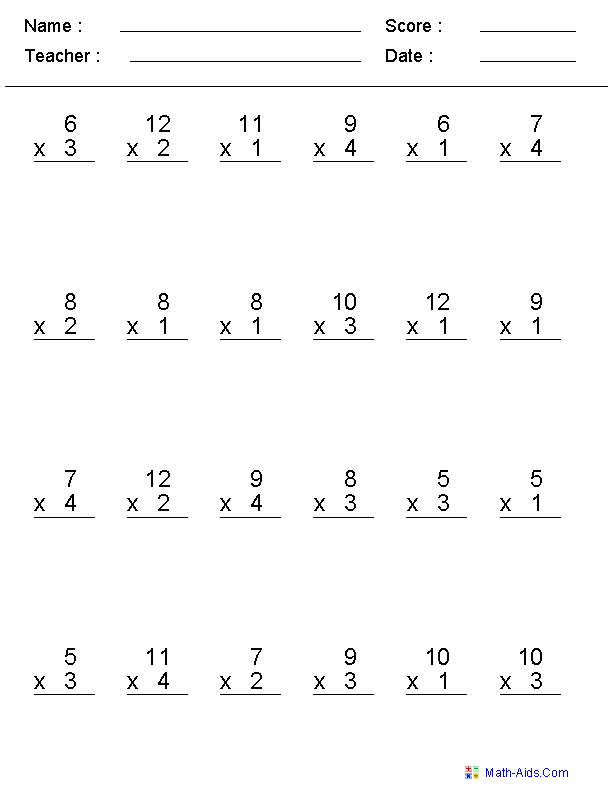 Name : Score :
Teacher : Date :
6 12 11 9 6 7
x 3 x 2 x 1 x 4 x 1 x 4
8 8 8 10 12 9
x 2 x 1 x 1 x 3 x 1 x 1
7 12 9 8 5 5
x 4 x 2 x 4 x 3 x 3 x 1
5 11 7 9 10 10
x 3 x 4 x 2 x 3 x 1 x 3
Math-Aids.Com